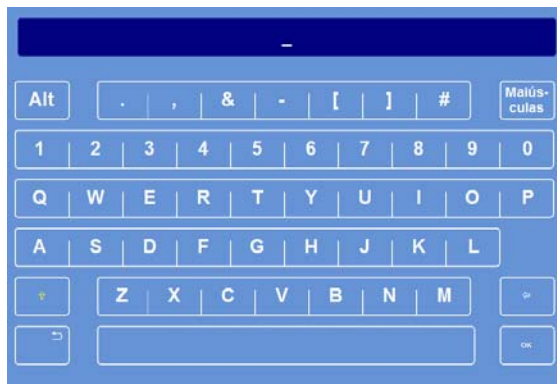 _
Alt . , & - [ ] # Maiús-
culas
1 2 3 4 5 6 7 8 9 0
Q W E R T Y U I O P
A S D F G H J K L
Z X C V B N M
OK